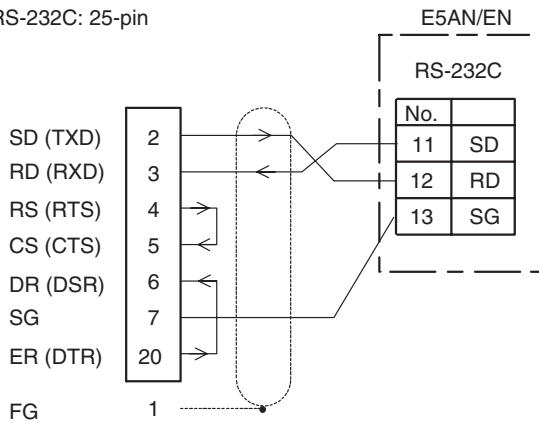 RS-232C: 25-pin
E5AN/EN
RS-232C
No.
SD (TXD) 2 11 SD
RD (RXD) 3 12 RD
RS (RTS) 4 13 SG
CS (CTS) 5
DR (DSR) 6
SG 7
ER (DTR) 20
FG 1